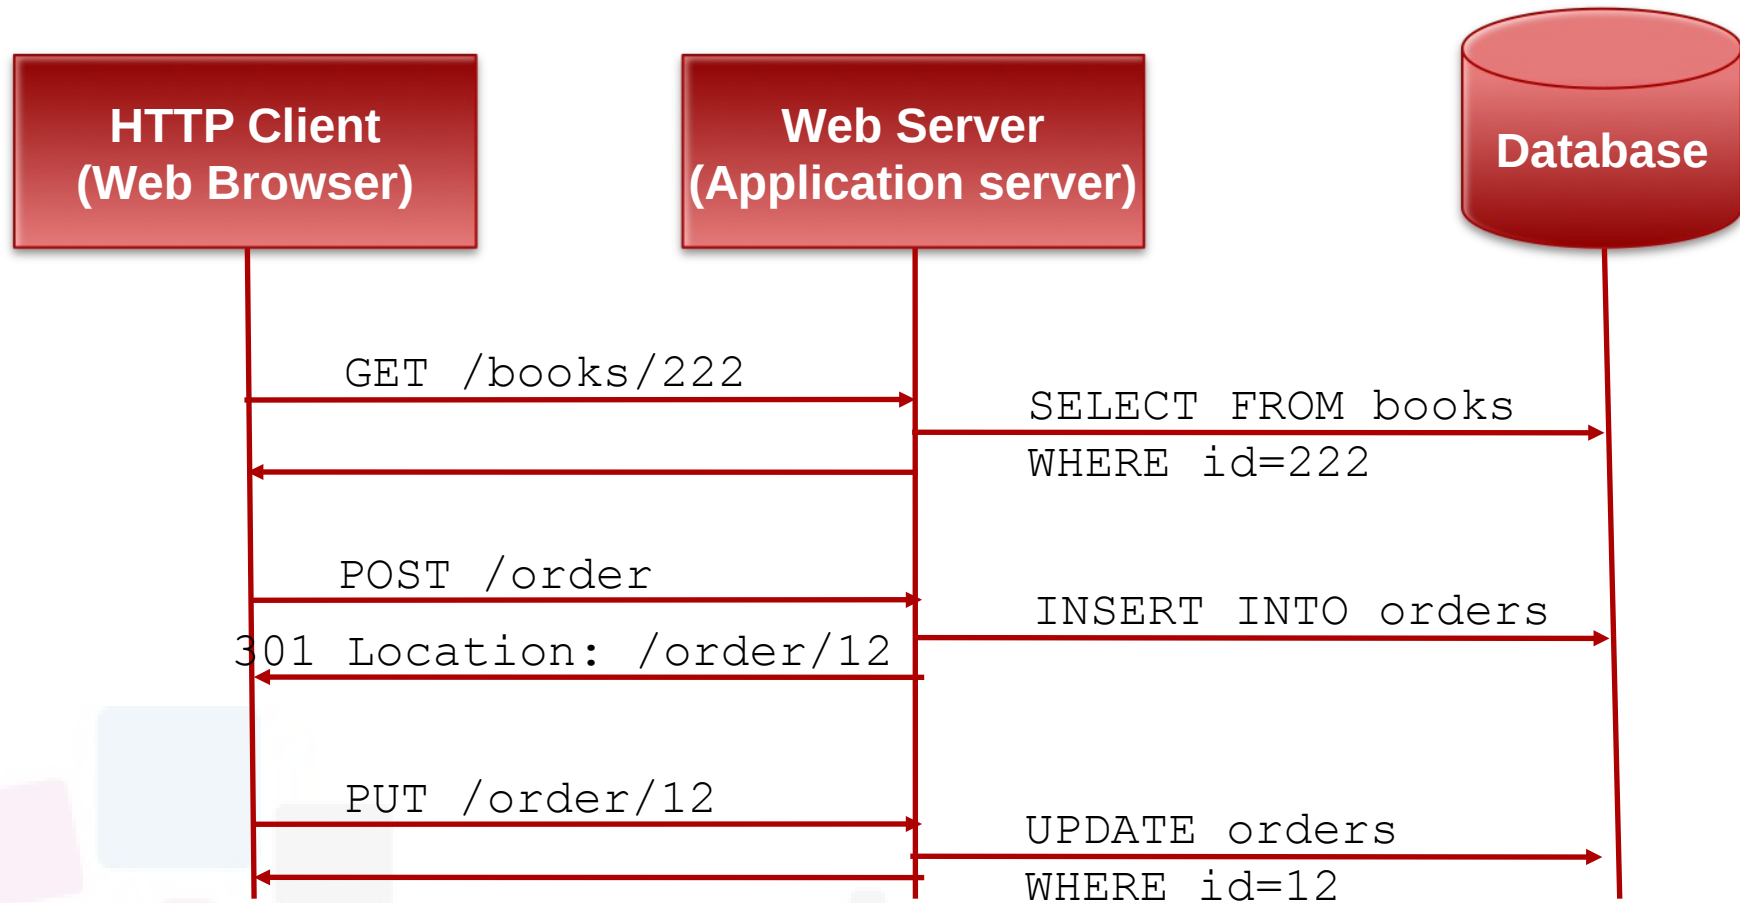 HTTP Client
(Web Browser)
Web Server
(Application server)
Database
GET /books/222
SELECT FROM books
WHERE id=222
POST /order
INSERT INTO orders
301 Location: /order/12
PUT /order/12
UPDATE orders
WHERE id=12